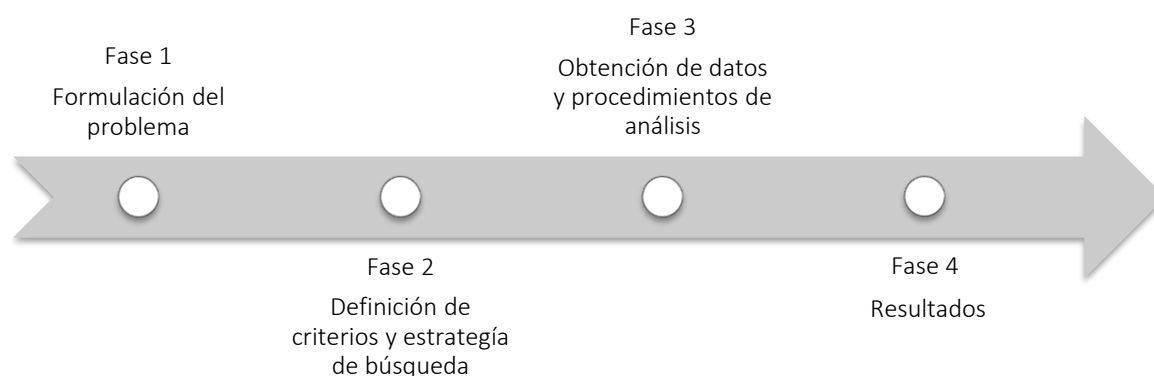 Fase 1
Formulación del
problema
Fase 2
Definición de
criterios y estrategía
de búsqueda
Fase 3
Obtención de datos
y procedimientos de
análisis
Fase 4
Resultados